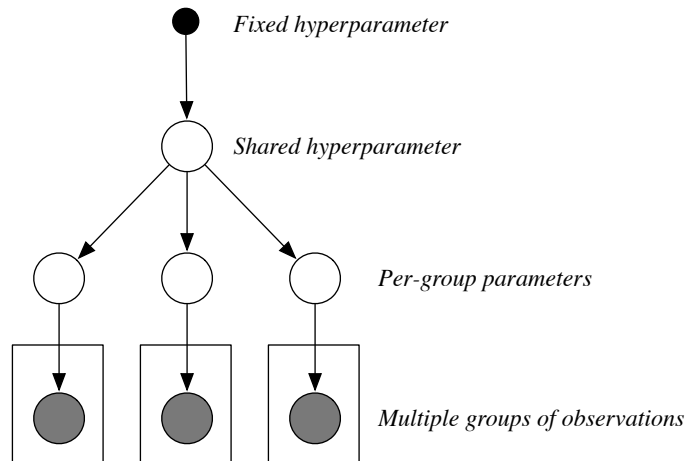 Fixed hyperparameter
Shared hyperparameter
Per-group parameters
Multiple groups of observations